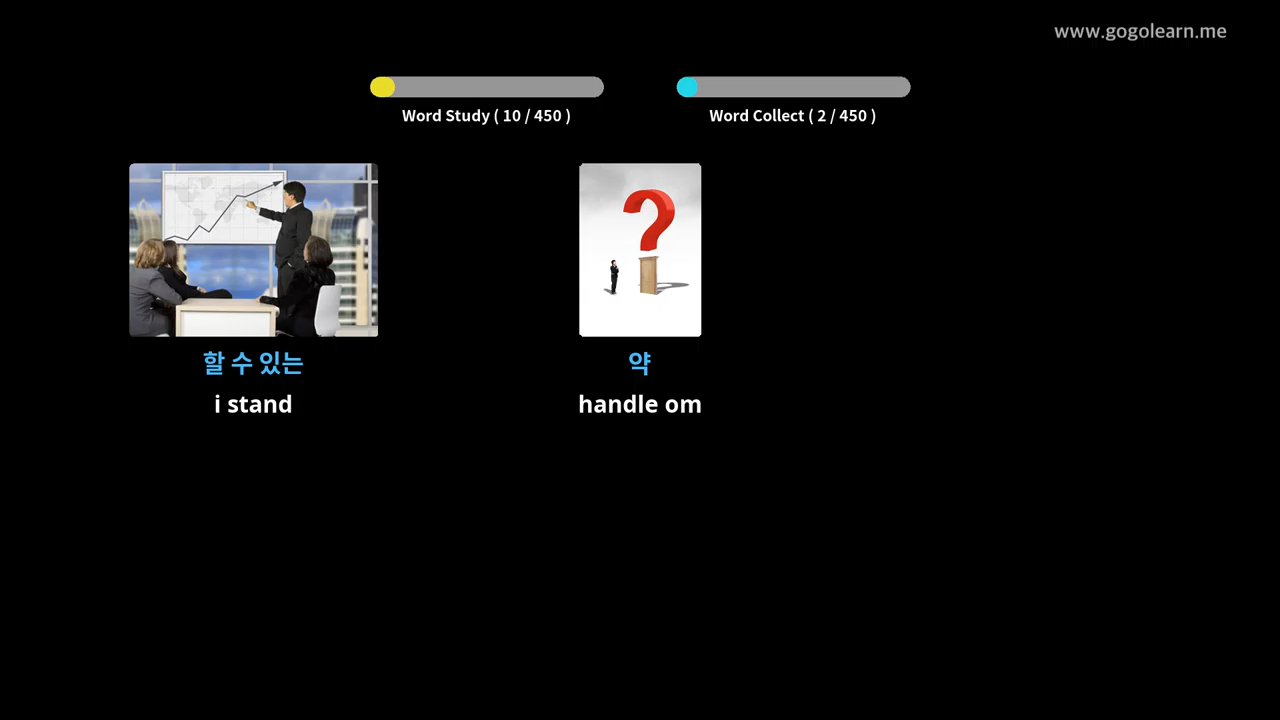 www.gogolearn.me
Word Study ( 10 / 450 )
Word Collect ( 2 / 450 )
할 수 있는
i stand
약
handle om